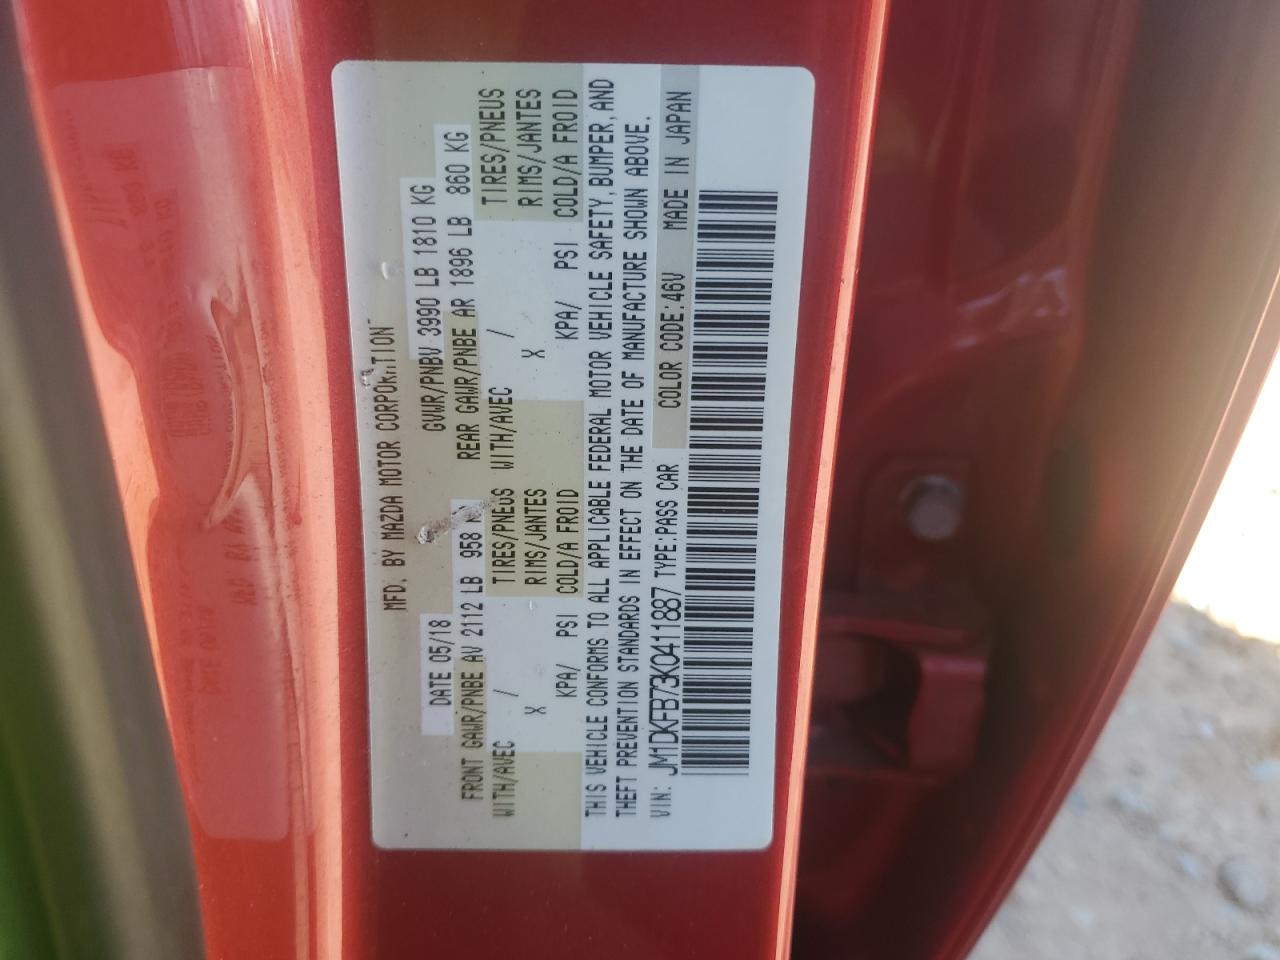 MFD. BY MAZDA MOTOR CORPORATION
DATE 05/18 GVWR/PNBV 3990 LB 1810 KG
FRONT GAWR/PNBE AV 2112 LB 958 REAR GAWR/PNBE AR 1896 LB 860 KG
WITH/AVEC / TIRES/PNEUS WITH/AVEC / TIRES/PNEUS
X RIMS/JANTES X RIMS/JANTES
KPA/ PSI COLD/A FROID KPA/ PSI COLD/A FROID
THIS VEHICLE CONFORMS TO ALL APPLICABLE FEDERAL MOTOR VEHICLE SAFETY, BUMPER, AND
THEFT PREVENTION STANDARDS IN EFFECT ON THE DATE OF MANUFACTURE SHOWN ABOVE.
VIN: JM1DKFB73K0411887 TYPE:PASS CAR COLOR CODE:46V MADE IN JAPAN